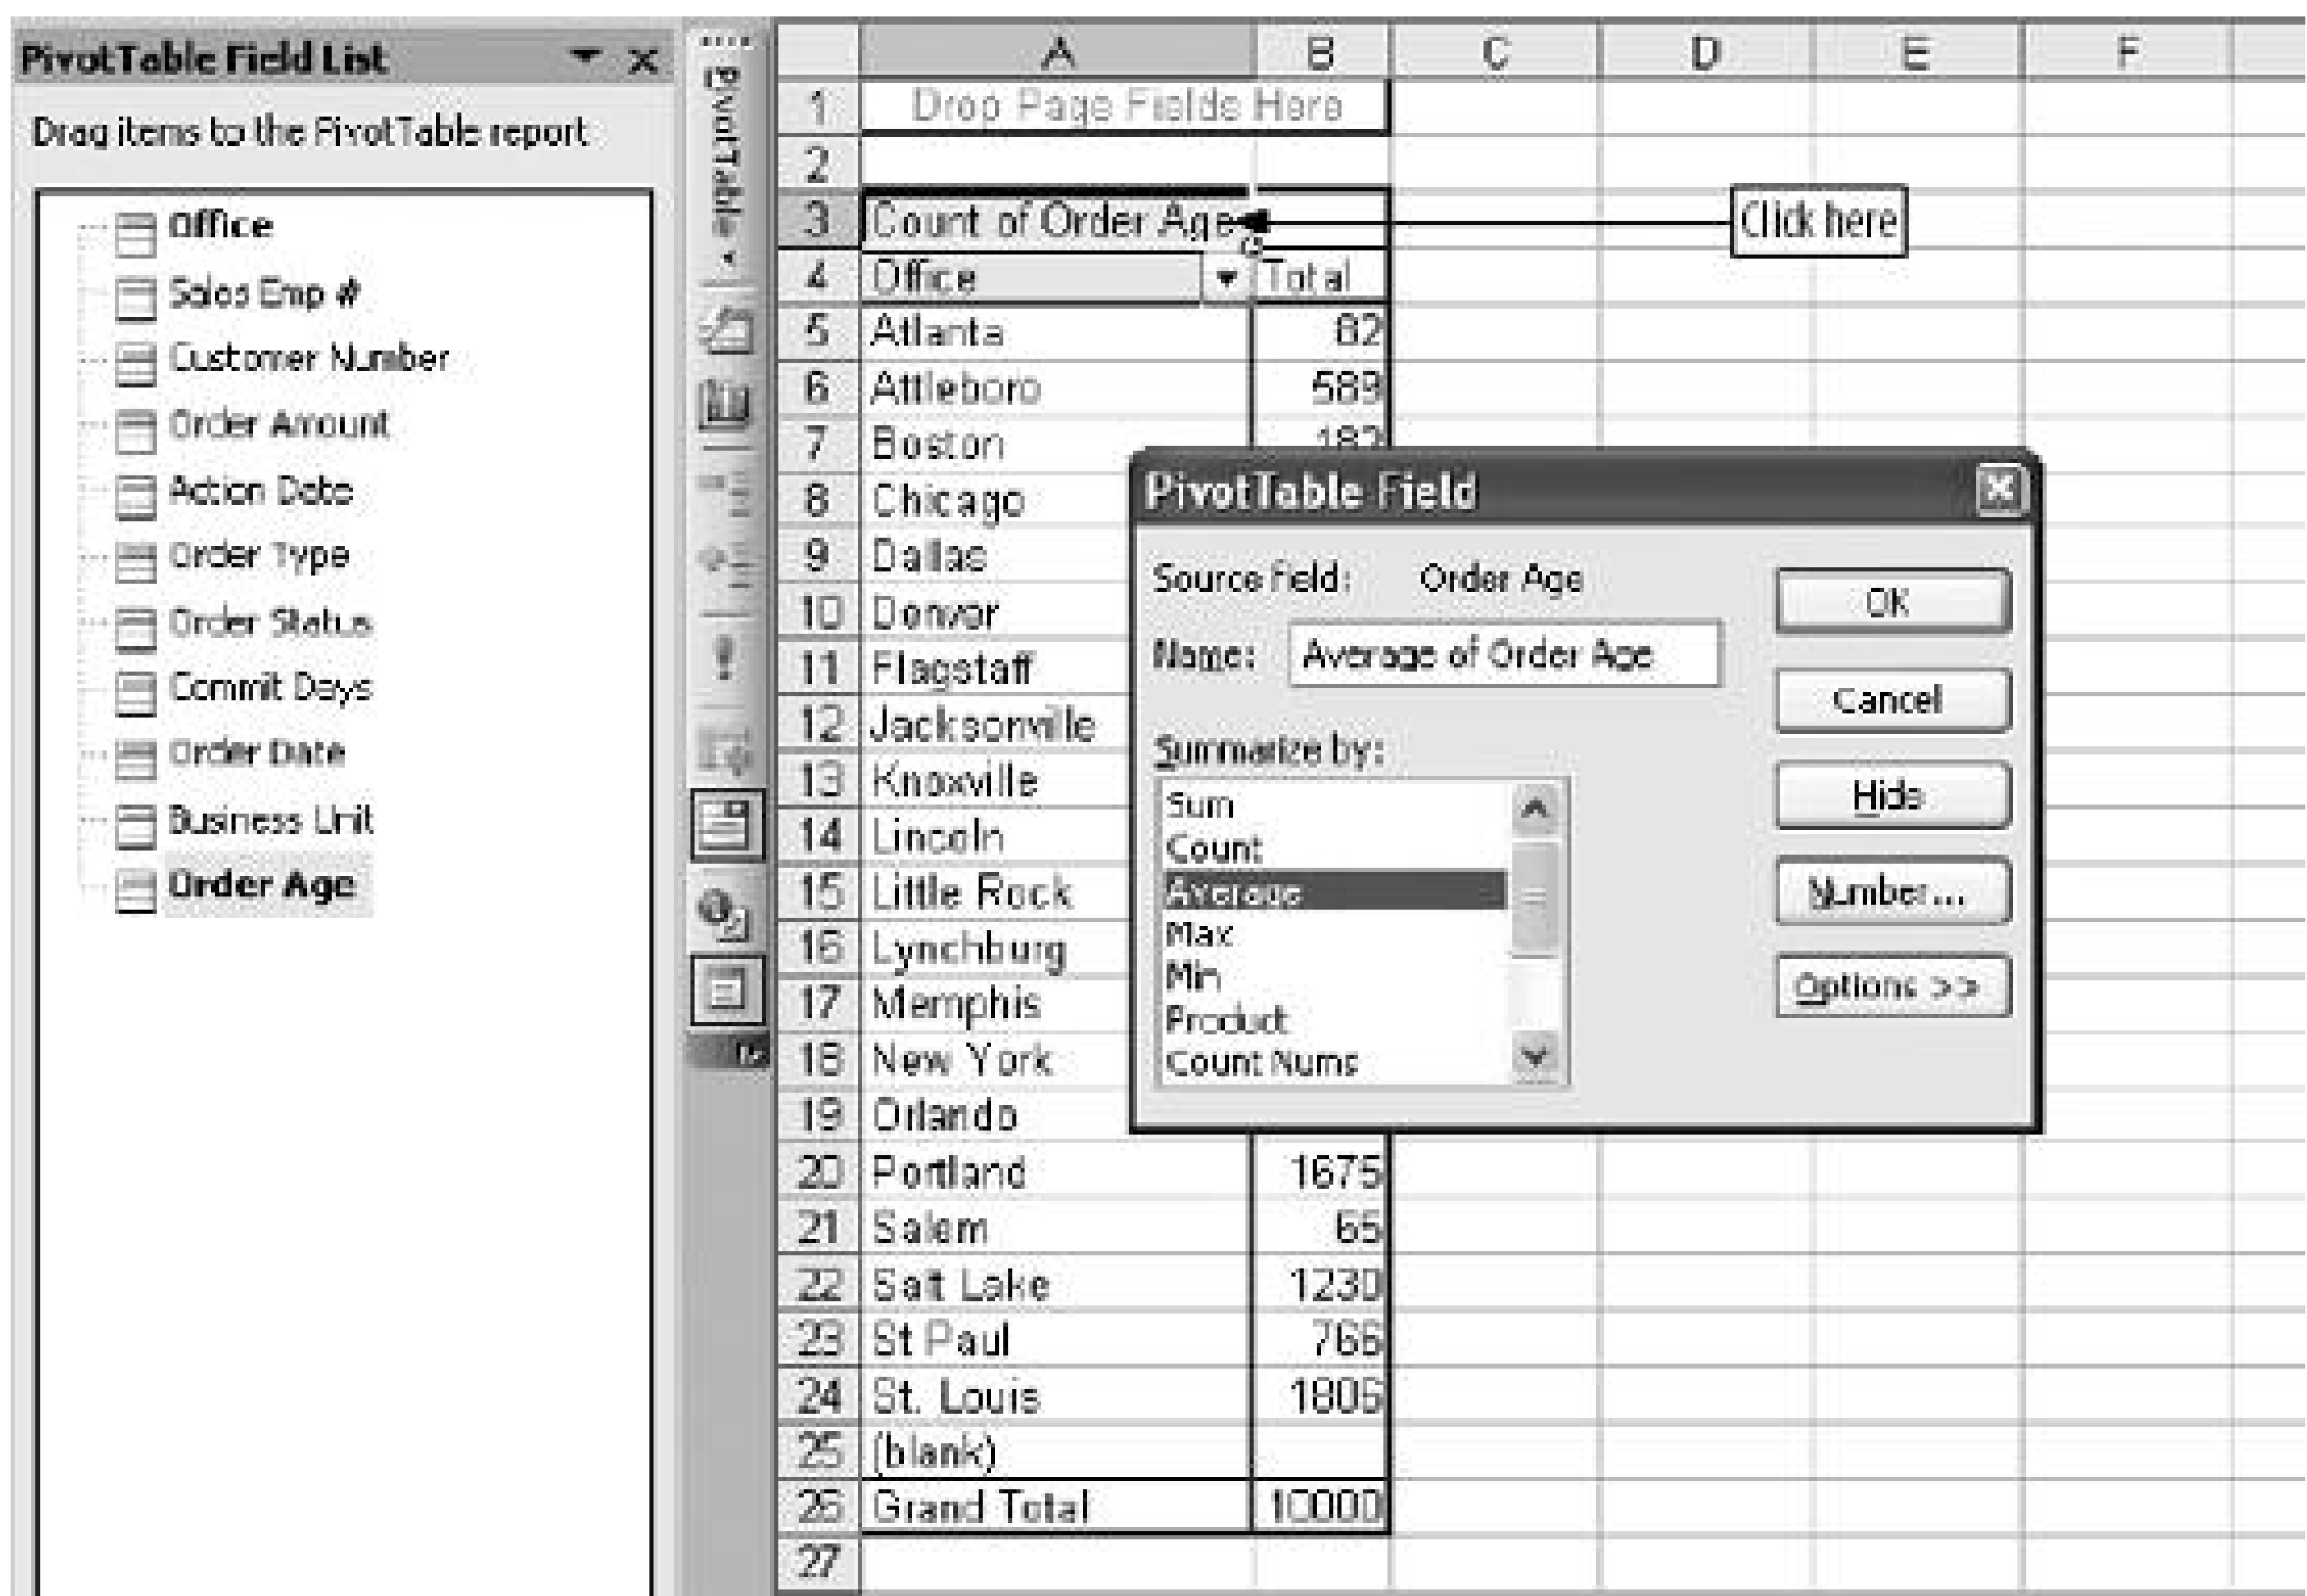 PivotTable Field List
Drag items to the PivotTable report
Office
Sales Emp #
Customer Number
Order Amount
Action Date
Order Type
Order Status
Commit Days
Order Date
Business Unit
Order Age
PivotTable
A B C D E F
1 Drop Page Fields Here
2
3 Count of Order Age
Click here
4 Office Total
5 Atlanta 82
6 Attleboro 589
7 Boston 182
8 Chicago
9 Dallas
10 Denver
11 Flagstaff
12 Jacksonville
13 Knoxville
14 Lincoln
15 Little Rock
16 Lynchburg
17 Memphis
18 New York
19 Orlando
20 Portland 1675
21 Salem 65
22 Salt Lake 1230
23 St Paul 766
24 St. Louis 1806
25 (blank)
26 Grand Total 10000
27
PivotTable Field
Source field: Order Age
Name: Average of Order Age
Summarize by:
Sum
Count
Average
Max
Min
Product
Count Nums
OK
Cancel
Hide
Number...
Options >>